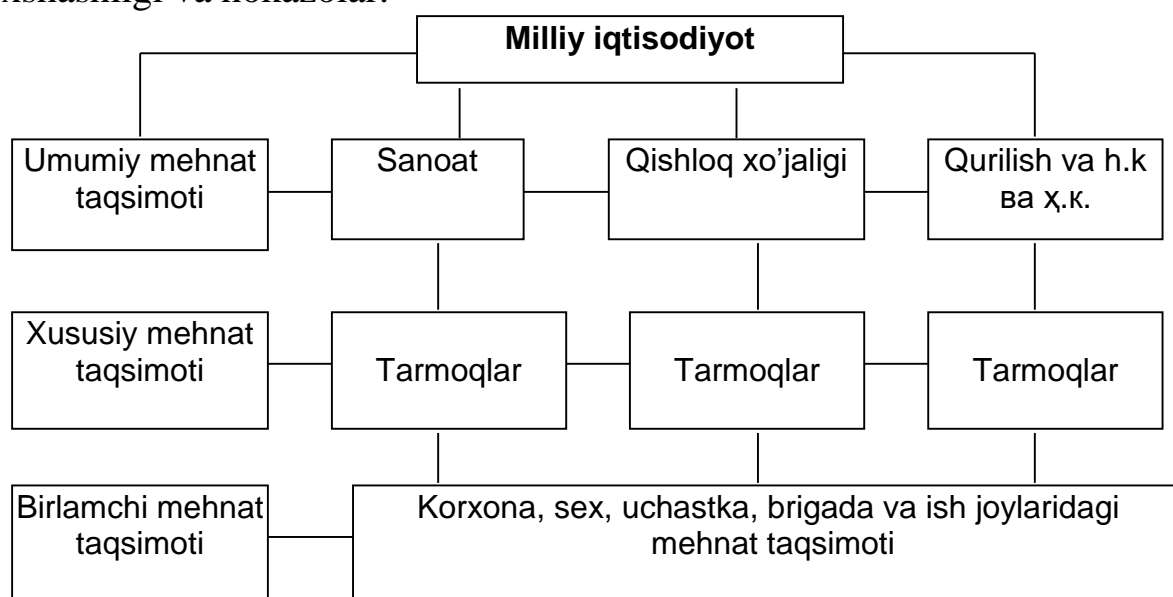 Milliy iqtisodiyot
Umumiy mehnat
taqsimoti
Sanoat
Qishloq xo’jaligi
Qurilish va h.k
ва ҳ.к.
Xususiy mehnat
taqsimoti
Tarmoqlar
Tarmoqlar
Tarmoqlar
Birlamchi mehnat
taqsimoti
Korxona, sex, uchastka, brigada va ish joylaridagi
mehnat taqsimoti